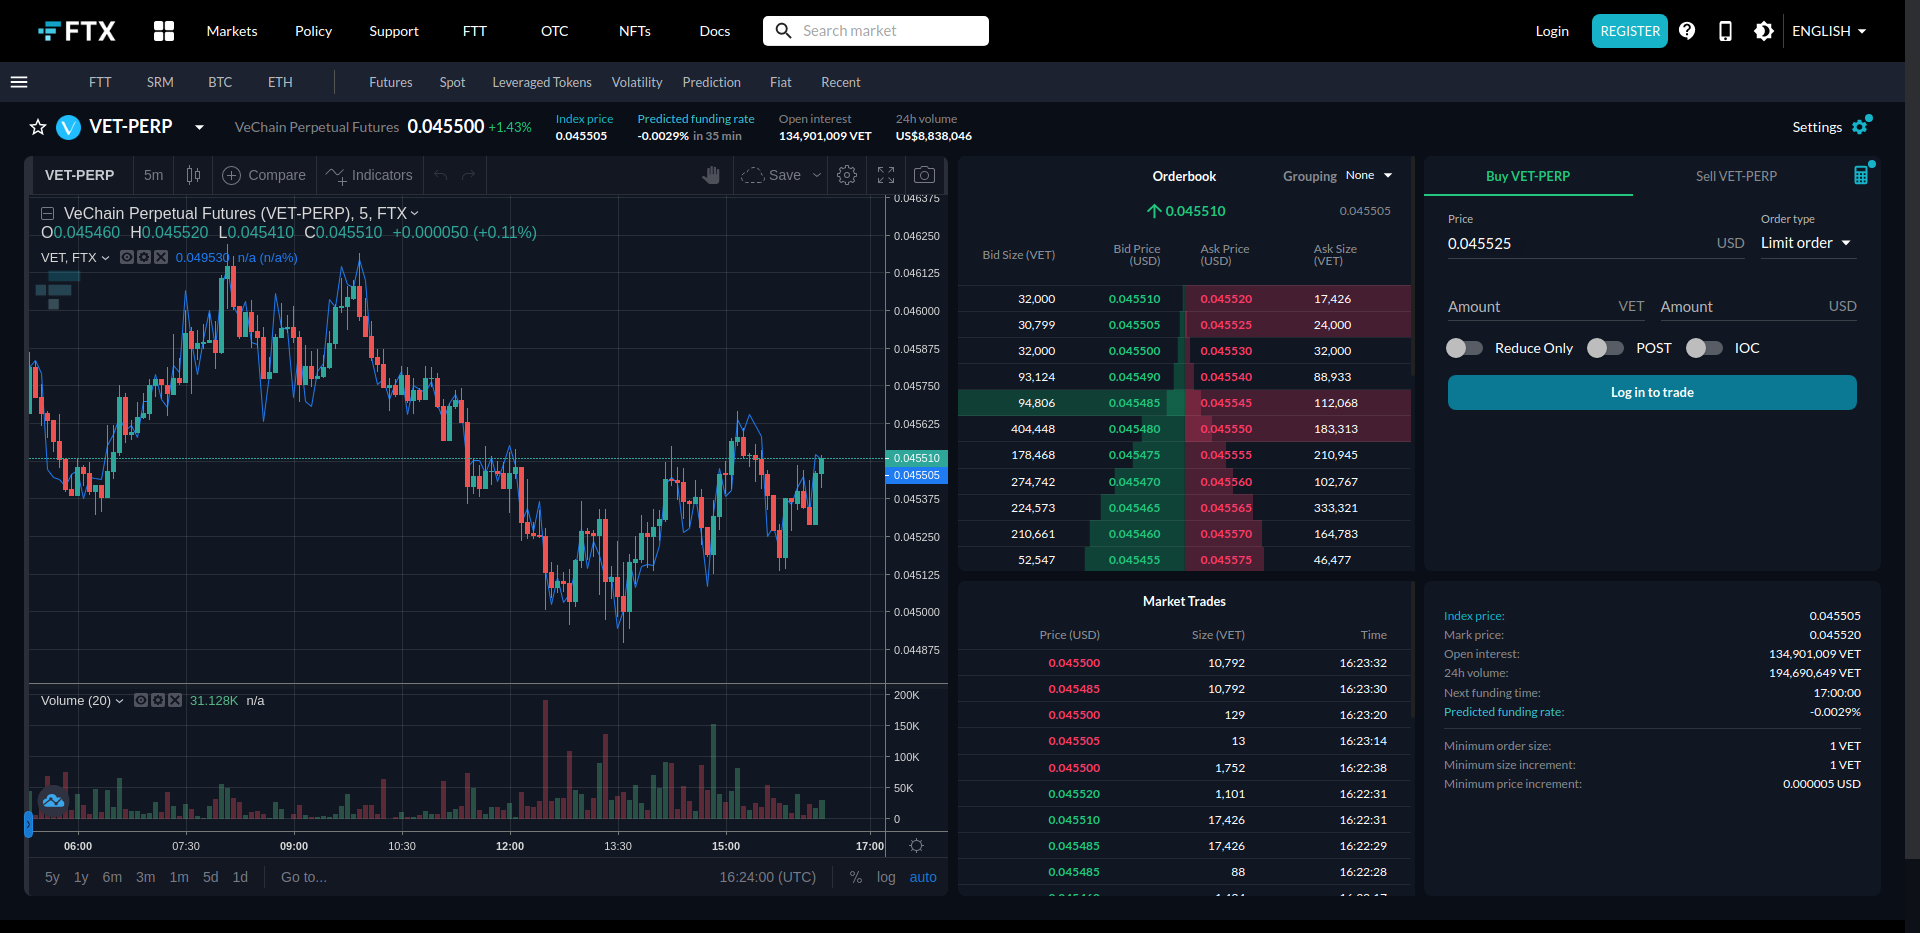 FTX Markets Policy Support FTT OTC NFTs Docs Search market Login REGISTER ENGLISH
FTT SRM BTC ETH Futures Spot Leveraged Tokens Volatility Prediction Fiat Recent
VET-PERP VeChain Perpetual Futures 0.045500 +1.43%
Index price
0.045505
Predicted funding rate
-0.0029% in 35 min
Open interest
134,901,009 VET
24h volume
US$8,838,046
Settings
VET-PERP 5m Compare Indicators Save
VeChain Perpetual Futures (VET-PERP), 5, FTX
O0.045460 H0.045520 L0.045410 C0.045510 +0.000050 (+0.11%)
VET, FTX 0.049530 n/a (n/a%)
0.046375
0.046250
0.046125
0.046000
0.045875
0.045750
0.045625
0.045510
0.045505
0.045375
0.045250
0.045125
0.045000
0.044875
Volume (20) 31.128K n/a
200K
150K
100K
50K
0
06:00 07:30 09:00 10:30 12:00 13:30 15:00 17:00
5y 1y 6m 3m 1m 5d 1d Go to... 16:24:00 (UTC) % log auto
Orderbook Grouping None
0.045510 0.045505
Bid Size (VET) Bid Price (USD) Ask Price (USD) Ask Size (VET)
32,000 0.045510 0.045520 17,426
30,799 0.045505 0.045525 24,000
32,000 0.045500 0.045530 32,000
93,124 0.045490 0.045540 88,933
94,806 0.045485 0.045545 112,068
404,448 0.045480 0.045550 183,313
178,468 0.045475 0.045555 210,945
274,742 0.045470 0.045560 102,767
224,573 0.045465 0.045565 333,321
210,661 0.045460 0.045570 164,783
52,547 0.045455 0.045575 46,477
Market Trades
Price (USD) Size (VET) Time
0.045500 10,792 16:23:32
0.045485 10,792 16:23:30
0.045500 129 16:23:20
0.045505 13 16:23:14
0.045500 1,752 16:22:38
0.045520 1,101 16:22:31
0.045510 17,426 16:22:31
0.045485 17,426 16:22:29
0.045485 88 16:22:28
Buy VET-PERP Sell VET-PERP
Price Order type
0.045525 USD Limit order
Amount VET Amount USD
Reduce Only POST IOC
Log in to trade
Index price: 0.045505
Mark price: 0.045520
Open interest: 134,901,009 VET
24h volume: 194,690,649 VET
Next funding time: 17:00:00
Predicted funding rate: -0.0029%
Minimum order size: 1 VET
Minimum size increment: 1 VET
Minimum price increment: 0.000005 USD